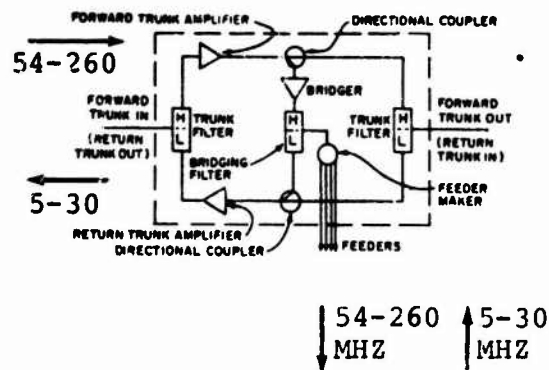 FORWARD TRUNK AMPLIFIER
DIRECTIONAL COUPLER
54-260
BRIDGER
FORWARD
TRUNK IN
(RETURN
TRUNK OUT)
H
L
TRUNK
FILTER
H
L
TRUNK
FILTER
H
L
FORWARD
TRUNK OUT
(RETURN
TRUNK IN)
BRIDGING
FILTER
5-30
FEEDER
MAKER
RETURN TRUNK AMPLIFIER
DIRECTIONAL COUPLER
FEEDERS
54-260
MHZ
5-30
MHZ